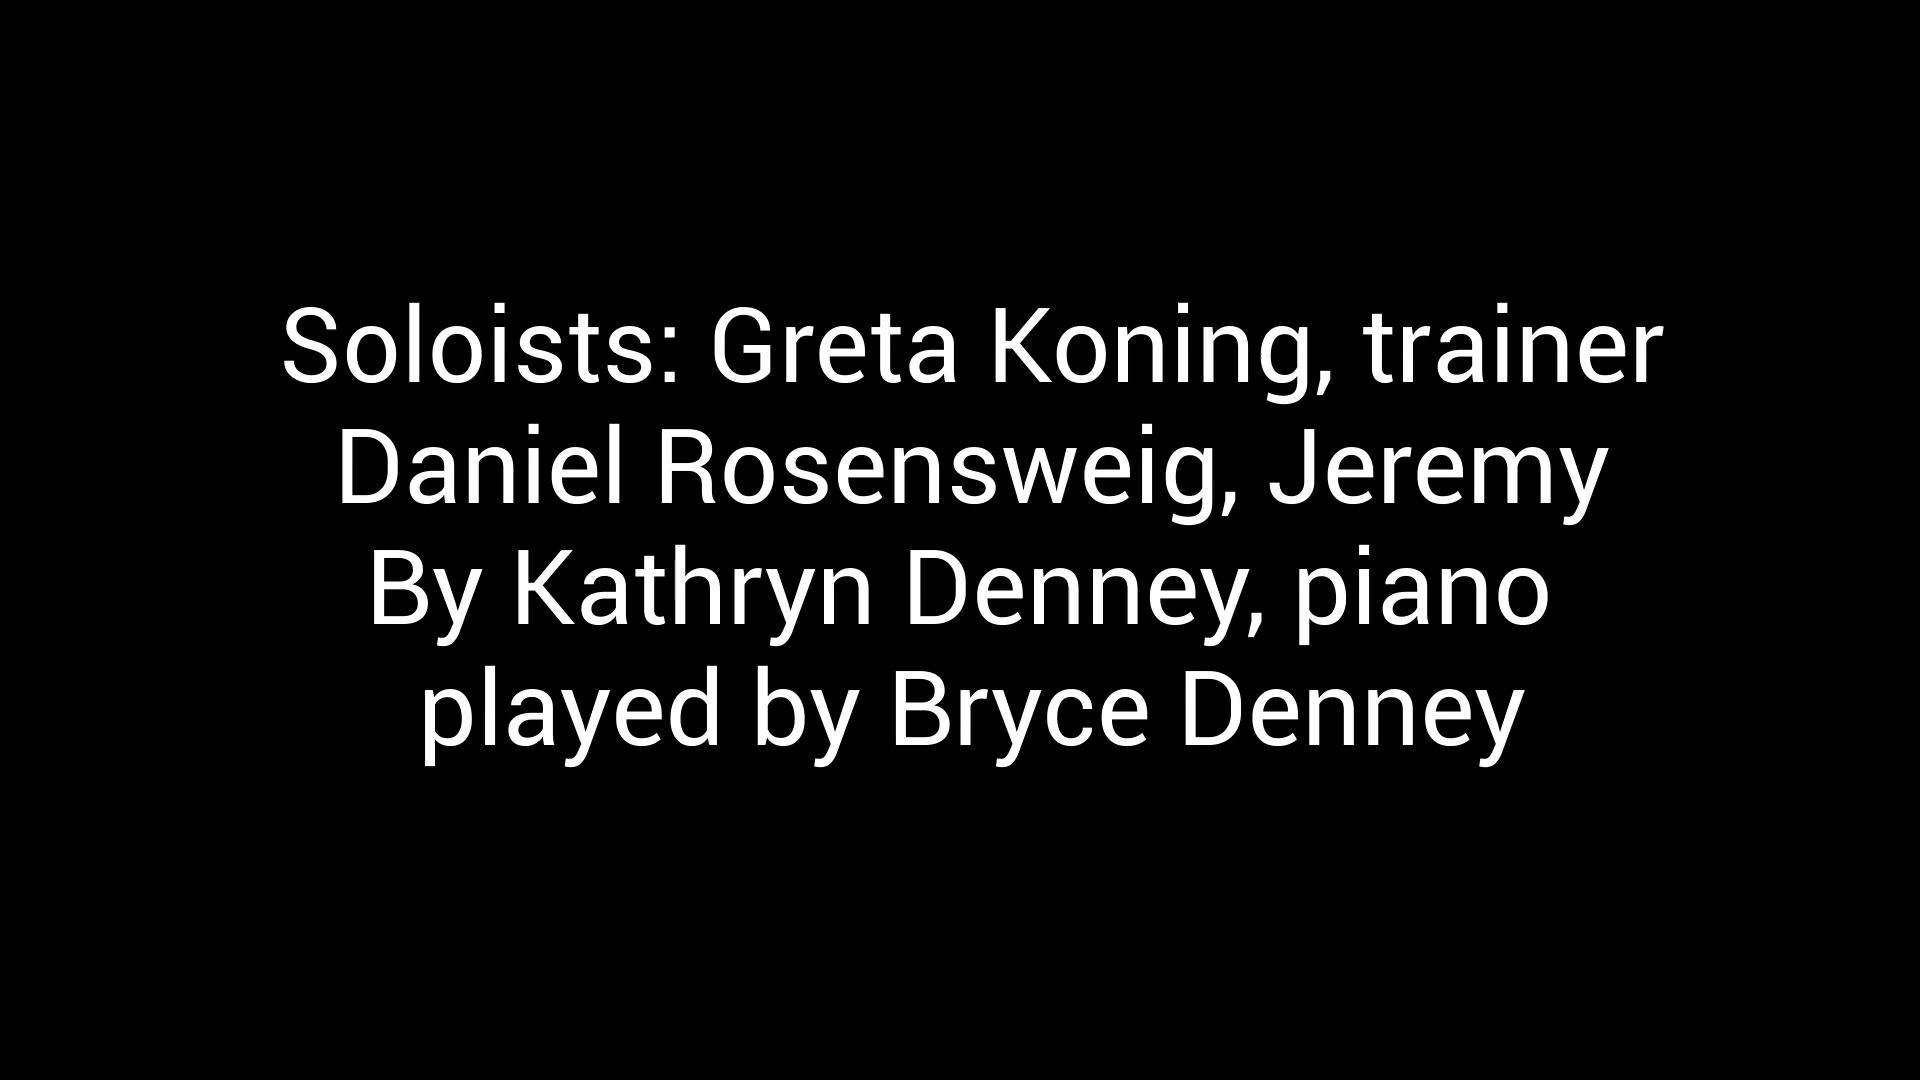 Soloists: Greta Koning, trainer
Daniel Rosensweig, Jeremy
By Kathryn Denney, piano
played by Bryce Denney